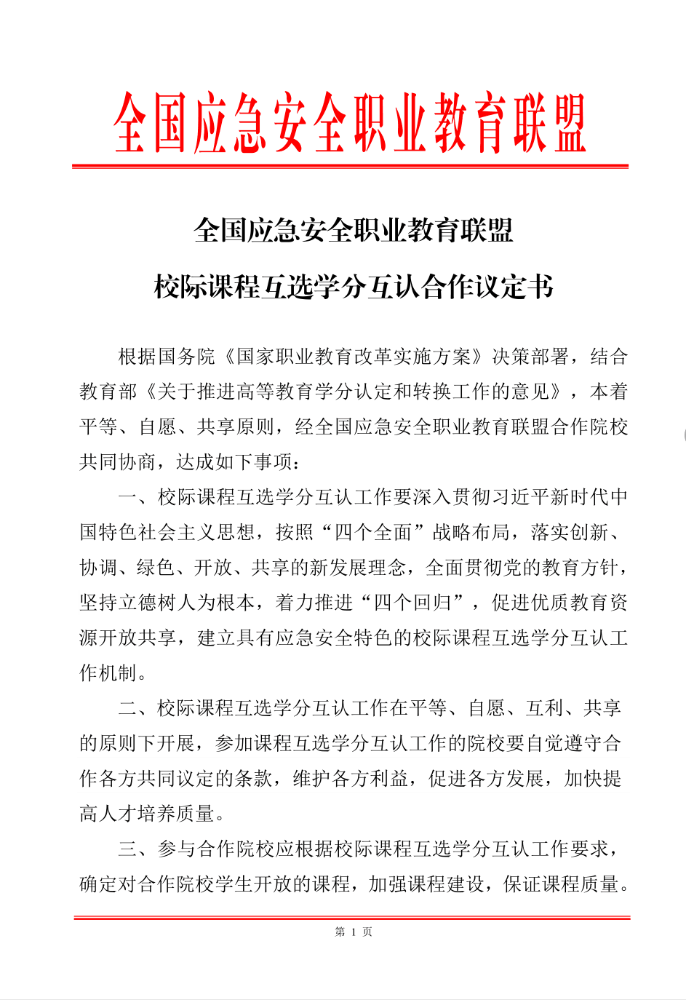 全国应急安全职业教育联盟
全国应急安全职业教育联盟
校际课程互选学分互认合作议定书
根据国务院《国家职业教育改革实施方案》决策部署，结合
教育部《关于推进高等教育学分认定和转换工作的意见》，本着
平等、自愿、共享原则，经全国应急安全职业教育联盟合作院校
共同协商，达成如下事项：
一、校际课程互选学分互认工作要深入贯彻习近平新时代中
国特色社会主义思想，按照“四个全面”战略布局，落实创新、
协调、绿色、开放、共享的新发展理念，全面贯彻党的教育方针，
坚持立德树人为根本，着力推进“四个回归”，促进优质教育资
源开放共享，建立具有应急安全特色的校际课程互选学分互认工
作机制。
二、校际课程互选学分互认工作在平等、自愿、互利、共享
的原则下开展，参加课程互选学分互认工作的院校要自觉遵守合
作各方共同议定的条款，维护各方利益，促进各方发展，加快提
高人才培养质量。
三、参与合作院校应根据校际课程互选学分互认工作要求，
确定对合作院校学生开放的课程，加强课程建设，保证课程质量。
第 1 页